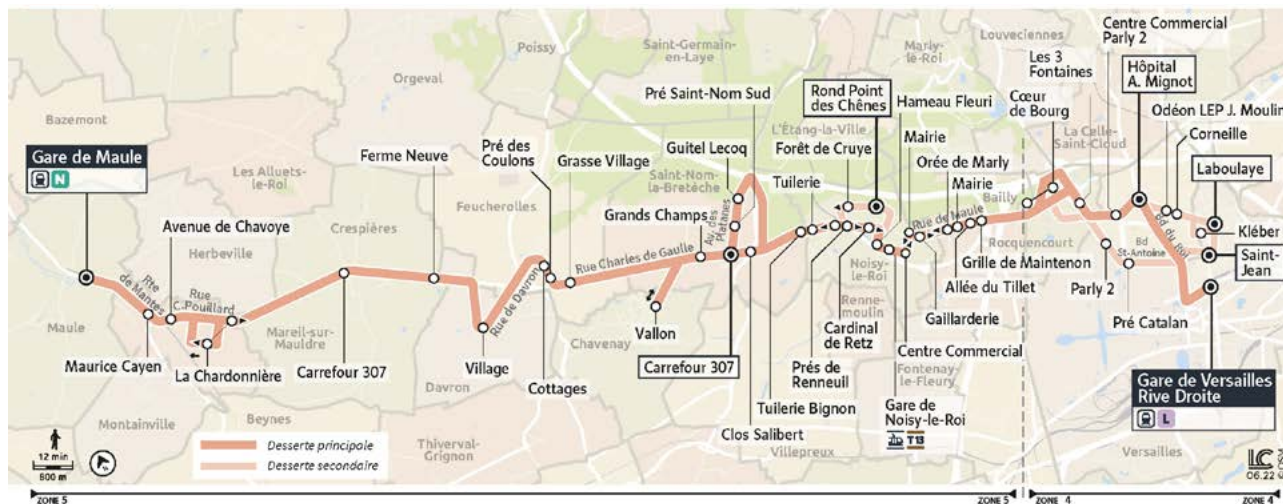 Centre Commercial
Parly 2
Hôpital
A. Mignot
Les 3
Fontaines
Cœur
de Bourg
Odéon LEP J. Moulin
Corneille
Laboulaye
Kléber
Saint-
Jean
Louveciennes
La Celle-
Saint-Cloud
Marly-
le-Roi
Saint-Germain-
en-Laye
Poissy
Orgeval
Bazemont
Pré Saint-Nom Sud
Rond Point
des Chênes
Hameau Fleuri
L'Étang-la-Ville
Forêt de Cruye
Mairie
Orée de Marly
Mairie
Bailly
Guitel Lecoq
Saint-Nom-
la-Bretèche
Tuilerie
Pré des
Coulons
Grasse Village
Ferme Neuve
Gare de Maule
N
Les Alluets-
le-Roi
Feucherolles
Grands Champs
Av. des
Platanes
Rue de Maule
Avenue de Chavoye
Crespières
Herbeville
Rue Charles de Gaulle
Rue de Davron
Rte
de Mantes
Rue
C. Pouillard
Noisy-
le-Roi
Rocquencourt
Grille de Maintenon
Allée du Tillet
Gaillarderie
Bd
St-Antoine
Bd du Roi
Parly 2
Pré Catalan
Maule
Mareil-sur-
Mauldre
Chavenay
Vallon
Renne-
moulin
Cardinal
de Retz
Centre Commercial
Maurice Cayen
La Chardonnière
Carrefour 307
Village
Davron
Cottages
Carrefour 307
Prés de
Renneuil
Fontenay-
le-Fleury
Tuilerie Bignon
Gare de
Noisy-le-Roi
T13
Gare de Versailles
Rive Droite
L
Montainville
Beynes
Thiverval-
Grignon
Clos Salibert
Villepreux
Versailles
Desserte principale
Desserte secondaire
12 min
800 m
LC
06.22
ZONE 5
ZONE 5
ZONE 4
ZONE 4